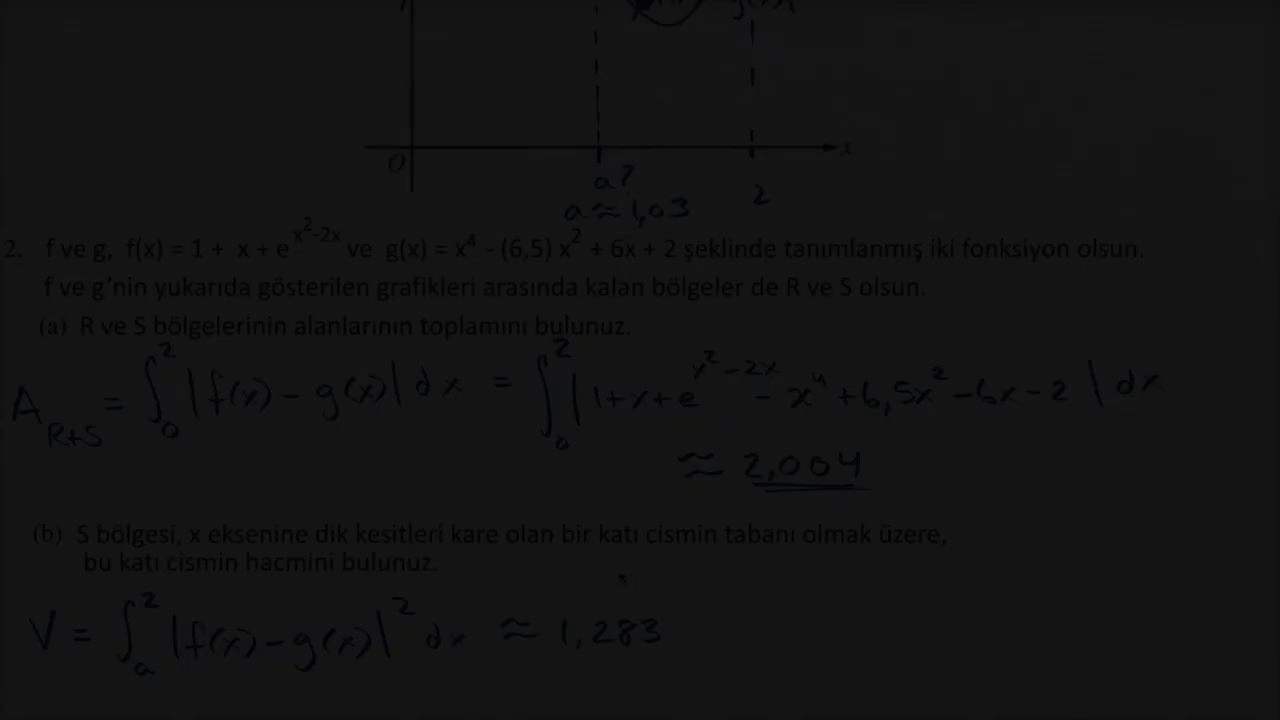 O
x
a?
2
a ≈ 1,03
2. f ve g, f(x) = 1 + x + e^(x²-2x) ve g(x) = x⁴ - (6,5) x² + 6x + 2 şeklinde tanımlanmış iki fonksiyon olsun.
f ve g'nin yukarıda gösterilen grafikleri arasında kalan bölgeler de R ve S olsun.
(a) R ve S bölgelerinin alanlarının toplamını bulunuz.
A_(R+S) = ∫₀² |f(x) - g(x)| dx = ∫₀² |1+x+e^(x²-2x) - x⁴ + 6,5x² - 6x - 2| dx
≈ 2,004
(b) S bölgesi, x eksenine dik kesitleri kare olan bir katı cismin tabanı olmak üzere,
bu katı cismin hacmini bulunuz.
V = ∫ₐ² |f(x) - g(x)|² dx ≈ 1,283